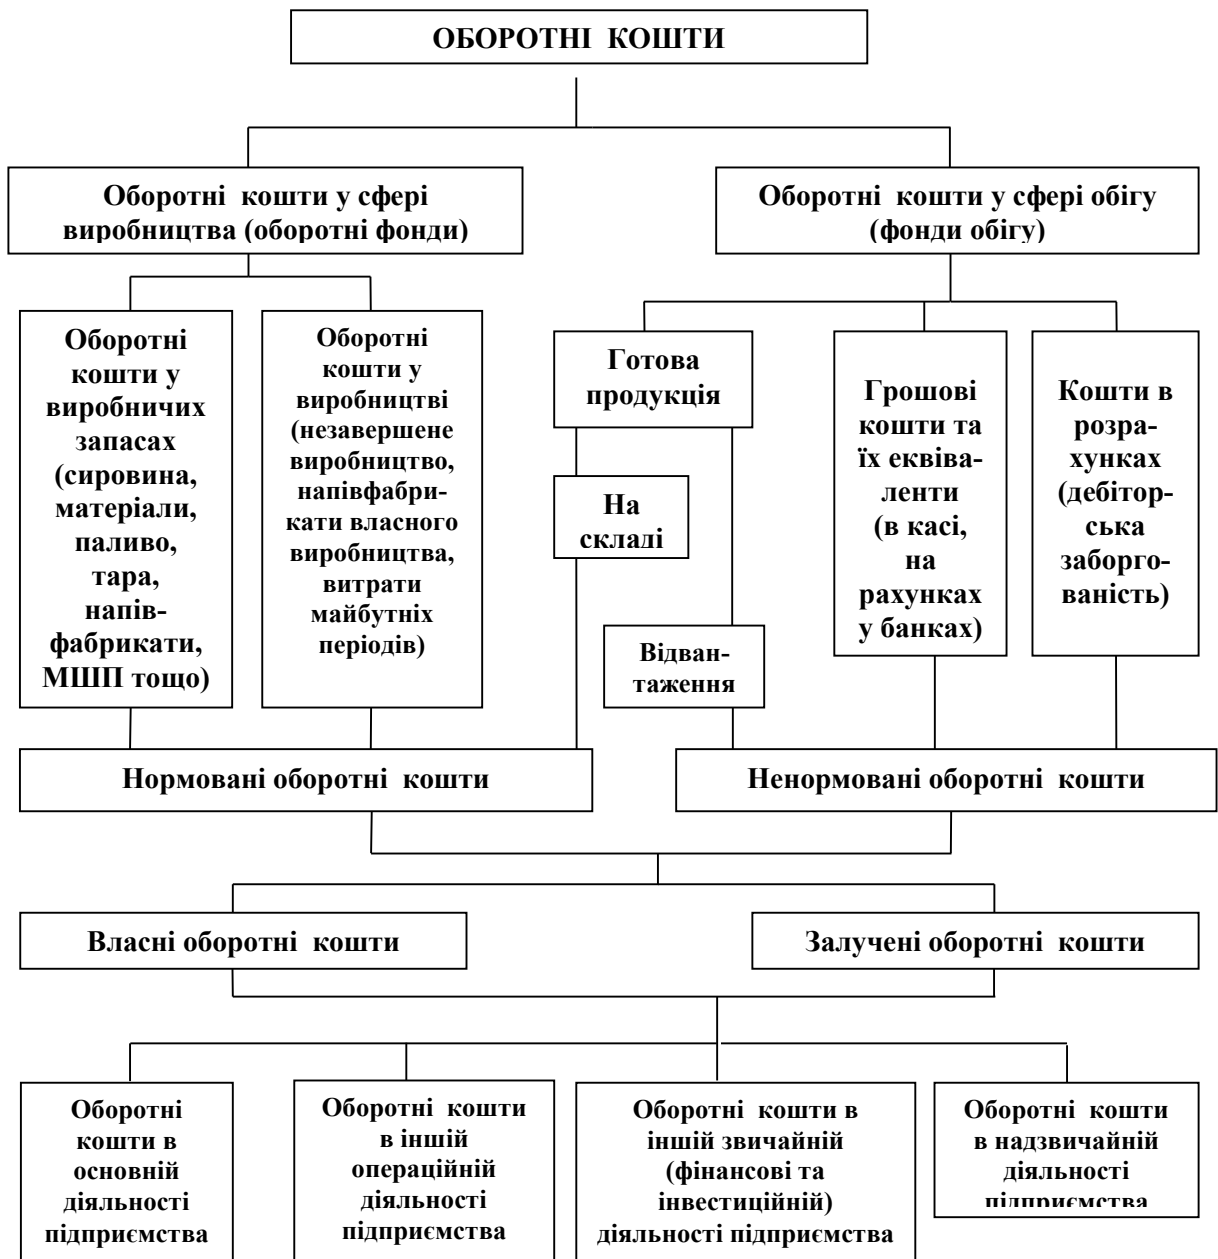 ОБОРОТНІ КОШТИ
Оборотні кошти у сфері
виробництва (оборотні фонди)
Оборотні кошти у сфері обігу
(фонди обігу)
Оборотні
кошти у
виробничих
запасах
(сировина,
матеріали,
паливо,
тара,
напів-
фабрикати,
МШП тощо)
Оборотні
кошти у
виробництві
(незавершене
виробництво,
напівфабри-
кати власного
виробництва,
витрати
майбутніх
періодів)
Готова
продукція
На
складі
Відван-
таження
Грошові
кошти та
їх еквіва-
ленти
(в касі,
на
рахунках
у банках)
Кошти в
розра-
хунках
(дебітор-
ська
заборго-
ваність)
Нормовані оборотні кошти
Ненормовані оборотні кошти
Власні оборотні кошти
Залучені оборотні кошти
Оборотні
кошти в
основній
діяльності
підприємства
Оборотні кошти
в іншій
операційній
діяльності
підприємства
Оборотні кошти в
іншій звичайній
(фінансові та
інвестиційній)
діяльності підприємства
Оборотні кошти
в надзвичайній
діяльності
підприємства